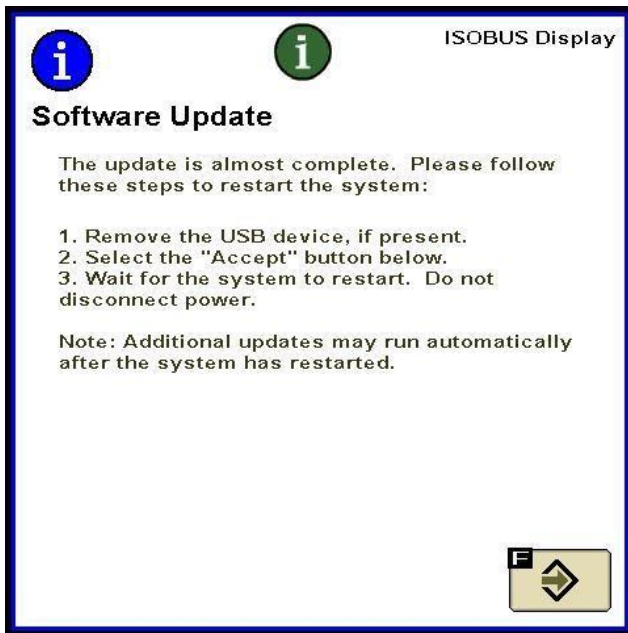 ISOBUS Display
i
i
Software Update
The update is almost complete. Please follow
these steps to restart the system:
1. Remove the USB device, if present.
2. Select the "Accept" button below.
3. Wait for the system to restart. Do not
disconnect power.
Note: Additional updates may run automatically
after the system has restarted.
F